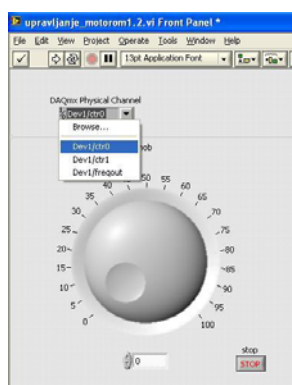 upravljanje_motorom1.2.vi Front Panel *
File Edit View Project Operate Tools Window Help
13pt Application Font
DAQmx Physical Channel
Dev1/ctr0
Browse...
Dev1/ctr0
Dev1/ctr1
Dev1/freqout
0 5 10 15 20 25 30 35 50 55 60 65 70 75 80 85 90 95 100
0
stop
STOP